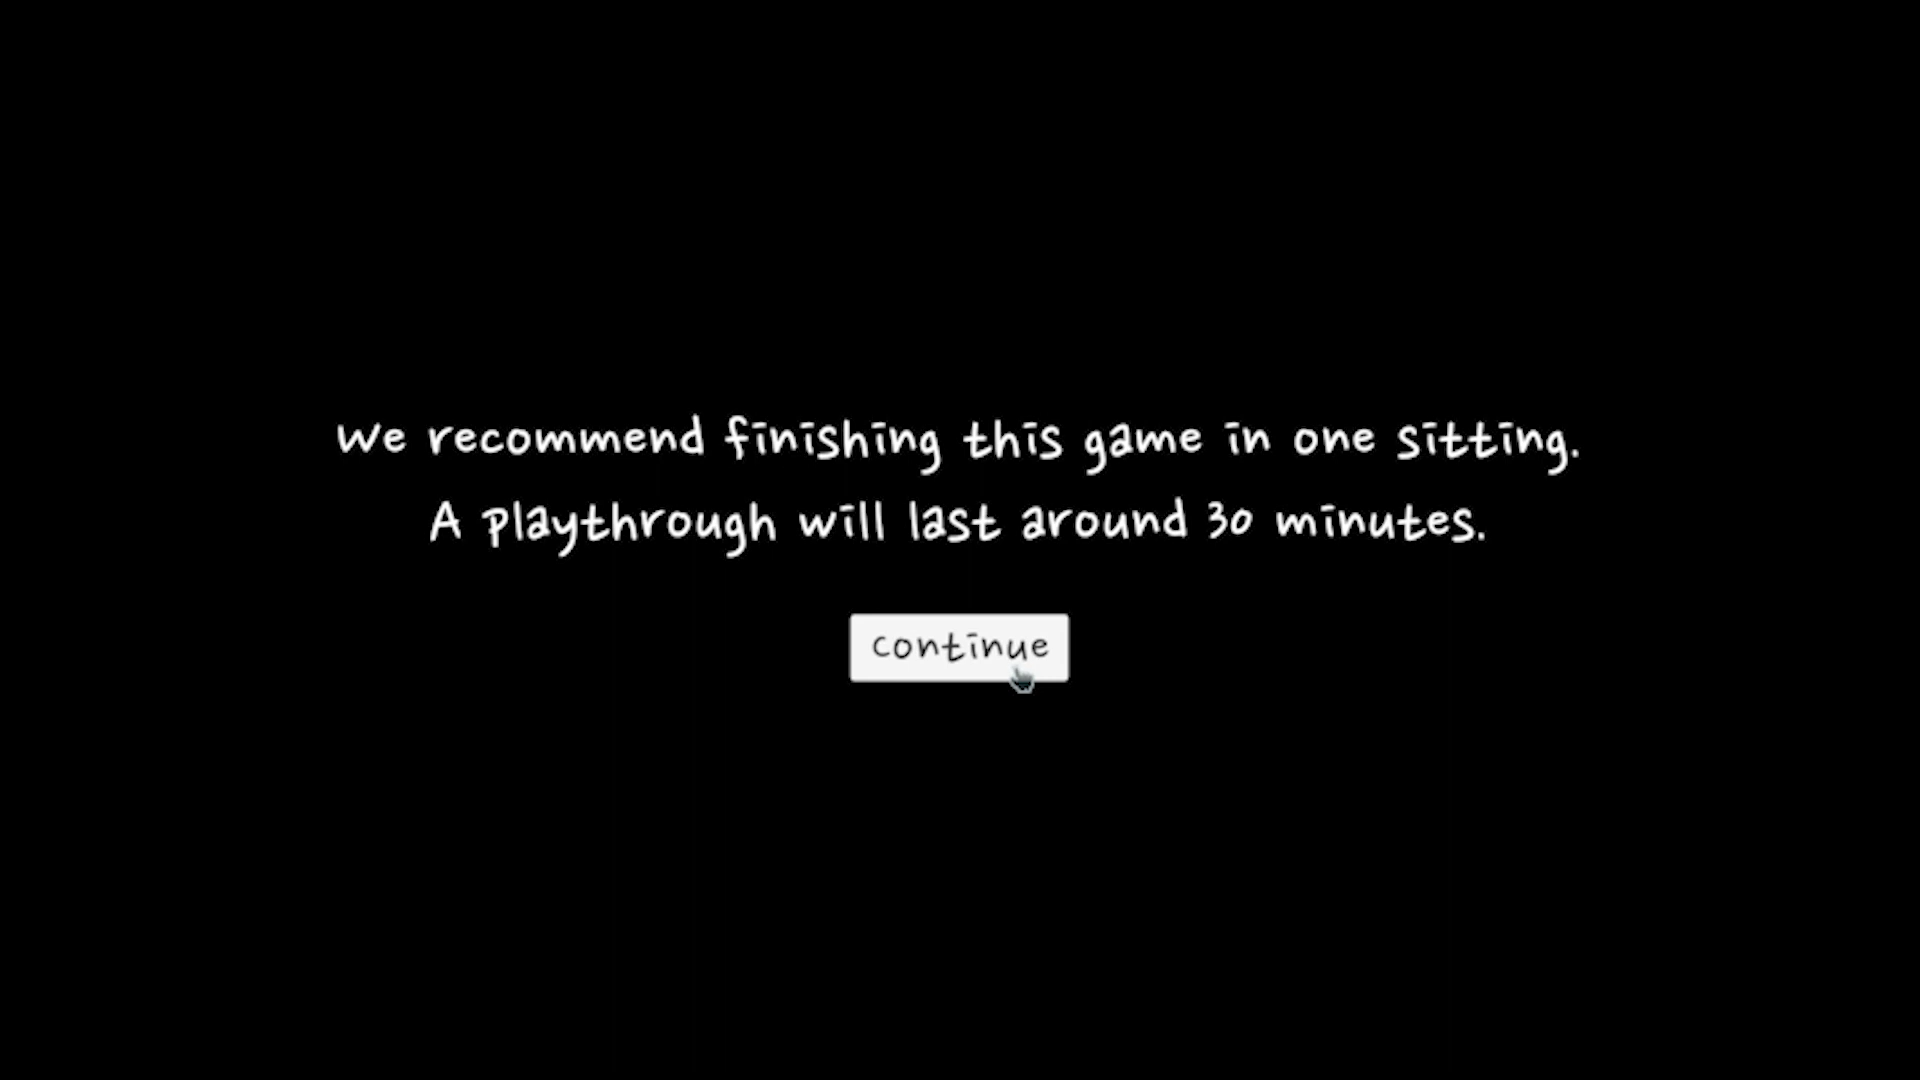 We recommend finishing this game in one sitting.
A playthrough will last around 30 minutes.
continue